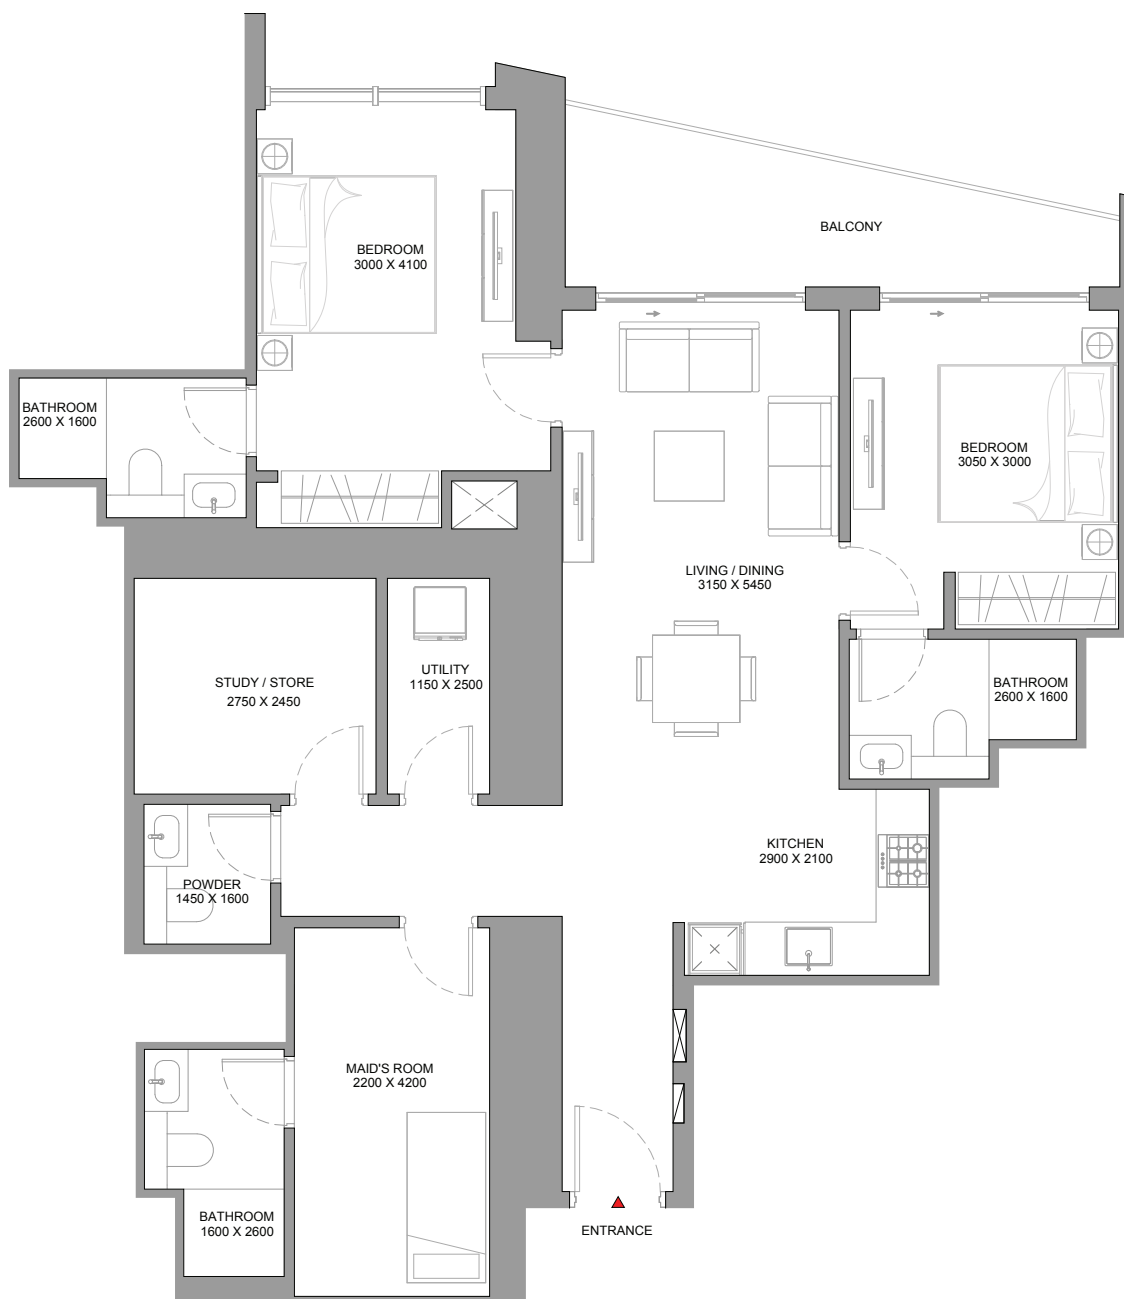 BALCONY
BEDROOM
3000 X 4100
BATHROOM
2600 X 1600
BEDROOM
3050 X 3000
LIVING / DINING
3150 X 5450
STUDY / STORE
2750 X 2450
UTILITY
1150 X 2500
BATHROOM
2600 X 1600
KITCHEN
2900 X 2100
POWDER
1450 X 1600
MAID'S ROOM
2200 X 4200
BATHROOM
1600 X 2600
ENTRANCE